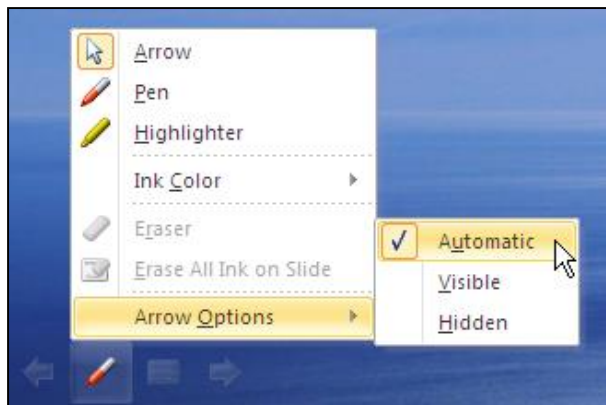 Arrow
Pen
Highlighter
Ink Color
Eraser
Erase All Ink on Slide
Arrow Options
Automatic
Visible
Hidden